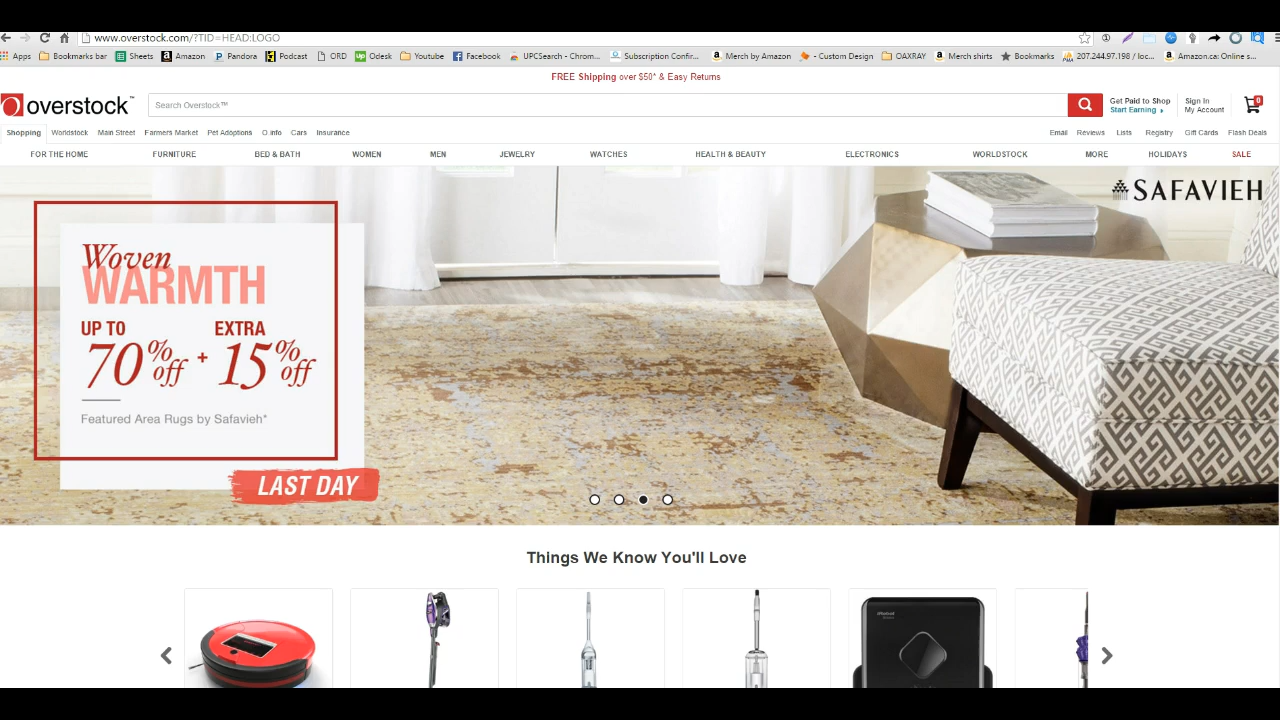 www.overstock.com/?TID=HEAD:LOGO
Apps Bookmarks bar Sheets Amazon Pandora Podcast ORD Odesk Youtube Facebook UPCSearch - Chrom... Subscription Confir... Merch by Amazon - Custom Design OAXRAY Merch shirts Bookmarks 207.244.97.198 / loc... Amazon.ca: Online s...
FREE Shipping over $50* & Easy Returns
overstock™ Search Overstock™ Get Paid to Shop Sign In 0
Start Earning My Account
Shopping Worldstock Main Street Farmers Market Pet Adoptions O info Cars Insurance Email Reviews Lists Registry Gift Cards Flash Deals
FOR THE HOME FURNITURE BED & BATH WOMEN MEN JEWELRY WATCHES HEALTH & BEAUTY ELECTRONICS WORLDSTOCK MORE HOLIDAYS SALE
SAFAVIEH
Woven
WARMTH
UP TO EXTRA
70% off + 15% off
Featured Area Rugs by Safavieh*
LAST DAY
Things We Know You'll Love